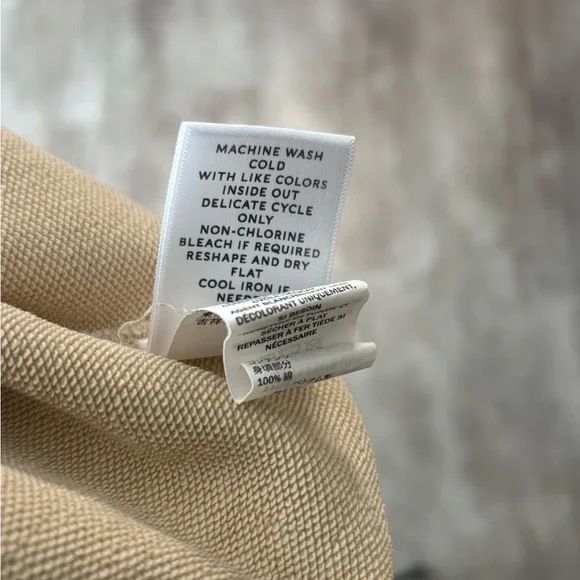 MACHINE WASH
COLD
WITH LIKE COLORS
INSIDE OUT
DELICATE CYCLE
ONLY
NON-CHLORINE
BLEACH IF REQUIRED
RESHAPE AND DRY
FLAT
COOL IRON IF
DÉCOLORANT UNIQUEMENT,
SI BESOIN
SÉCHER À PLAT
REPASSER À FER TIÈDE SI
NÉCESSAIRE
身頃部分
100% 綿